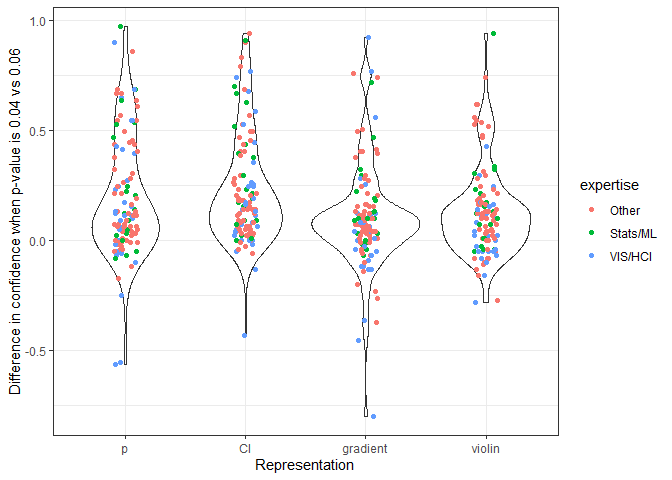 Difference in confidence when p-value is 0.04 vs 0.06
1.0
0.5
0.0
-0.5
p
CI
gradient
violin
Representation
expertise
Other
Stats/ML
VIS/HCI